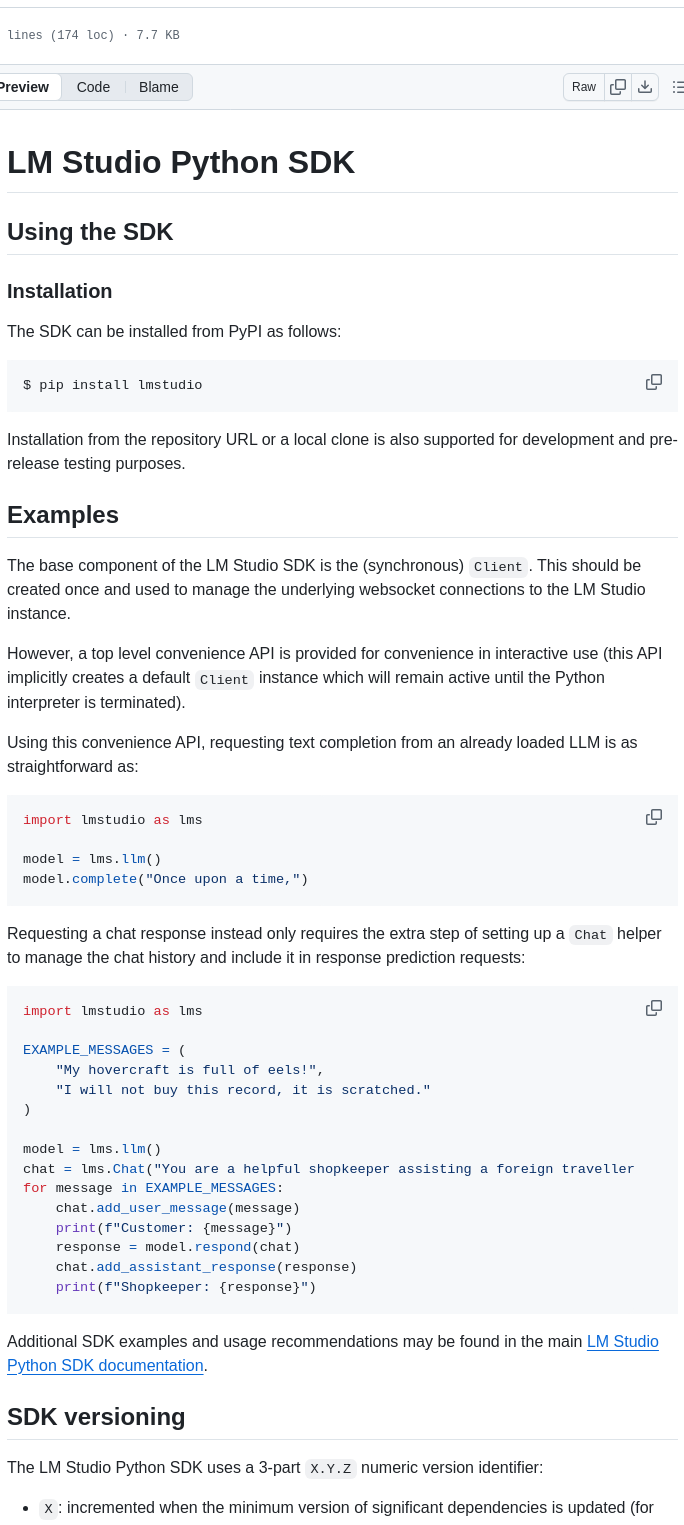 lines (174 loc) · 7.7 KB
Preview Code Blame Raw
LM Studio Python SDK
Using the SDK
Installation
The SDK can be installed from PyPI as follows:
$ pip install lmstudio
Installation from the repository URL or a local clone is also supported for development and pre-
release testing purposes.
Examples
The base component of the LM Studio SDK is the (synchronous) Client. This should be
created once and used to manage the underlying websocket connections to the LM Studio
instance.
However, a top level convenience API is provided for convenience in interactive use (this API
implicitly creates a default Client instance which will remain active until the Python
interpreter is terminated).
Using this convenience API, requesting text completion from an already loaded LLM is as
straightforward as:
import lmstudio as lms
model = lms.llm()
model.complete("Once upon a time,")
Requesting a chat response instead only requires the extra step of setting up a Chat helper
to manage the chat history and include it in response prediction requests:
import lmstudio as lms
EXAMPLE_MESSAGES = (
    "My hovercraft is full of eels!",
    "I will not buy this record, it is scratched."
)
model = lms.llm()
chat = lms.Chat("You are a helpful shopkeeper assisting a foreign traveller
for message in EXAMPLE_MESSAGES:
    chat.add_user_message(message)
    print(f"Customer: {message}")
    response = model.respond(chat)
    chat.add_assistant_response(response)
    print(f"Shopkeeper: {response}")
Additional SDK examples and usage recommendations may be found in the main LM Studio
Python SDK documentation.
SDK versioning
The LM Studio Python SDK uses a 3-part X.Y.Z numeric version identifier:
• X: incremented when the minimum version of significant dependencies is updated (for